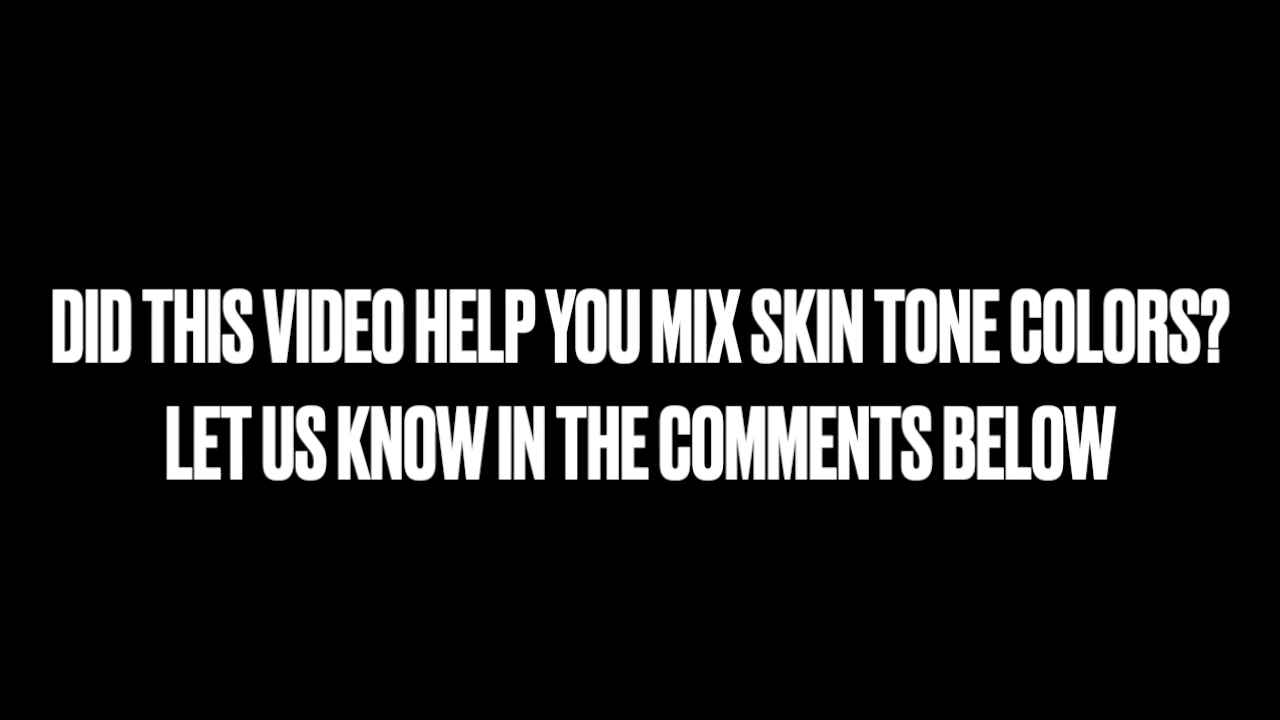 DID THIS VIDEO HELP YOU MIX SKIN TONE COLORS?
LET US KNOW IN THE COMMENTS BELOW